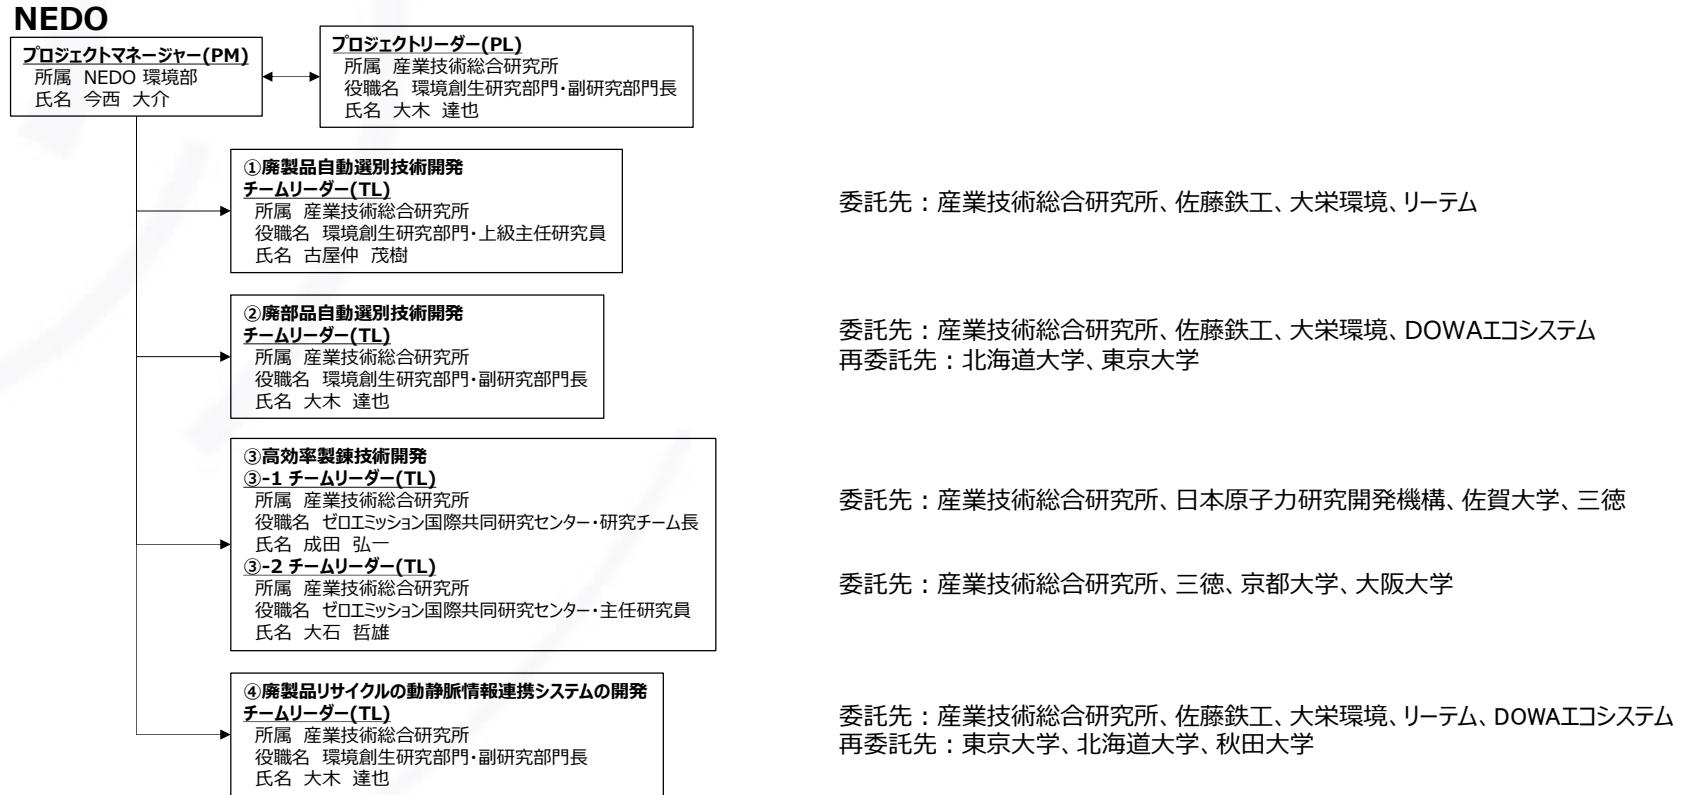 NEDO
プロジェクトマネージャー(PM)
所属 NEDO 環境部
氏名 今西 大介
プロジェクトリーダー(PL)
所属 産業技術総合研究所
役職名 環境創生研究部門・副研究部門長
氏名 大木 達也
①廃製品自動選別技術開発
チームリーダー(TL)
所属 産業技術総合研究所
役職名 環境創生研究部門・上級主任研究員
氏名 古屋仲 茂樹
委託先：産業技術総合研究所、佐藤鉄工、大栄環境、リーテム
②廃部品自動選別技術開発
チームリーダー(TL)
所属 産業技術総合研究所
役職名 環境創生研究部門・副研究部門長
氏名 大木 達也
委託先：産業技術総合研究所、佐藤鉄工、大栄環境、DOWAエコシステム
再委託先：北海道大学、東京大学
③高効率製錬技術開発
③-1 チームリーダー(TL)
所属 産業技術総合研究所
役職名 ゼロエミッション国際共同研究センター・研究チーム長
氏名 成田 弘一
委託先：産業技術総合研究所、日本原子力研究開発機構、佐賀大学、三徳
③-2 チームリーダー(TL)
所属 産業技術総合研究所
役職名 ゼロエミッション国際共同研究センター・主任研究員
氏名 大石 哲雄
委託先：産業技術総合研究所、三徳、京都大学、大阪大学
④廃製品リサイクルの動静脈情報連携システムの開発
チームリーダー(TL)
所属 産業技術総合研究所
役職名 環境創生研究部門・副研究部門長
氏名 大木 達也
委託先：産業技術総合研究所、佐藤鉄工、大栄環境、リーテム、DOWAエコシステム
再委託先：東京大学、北海道大学、秋田大学